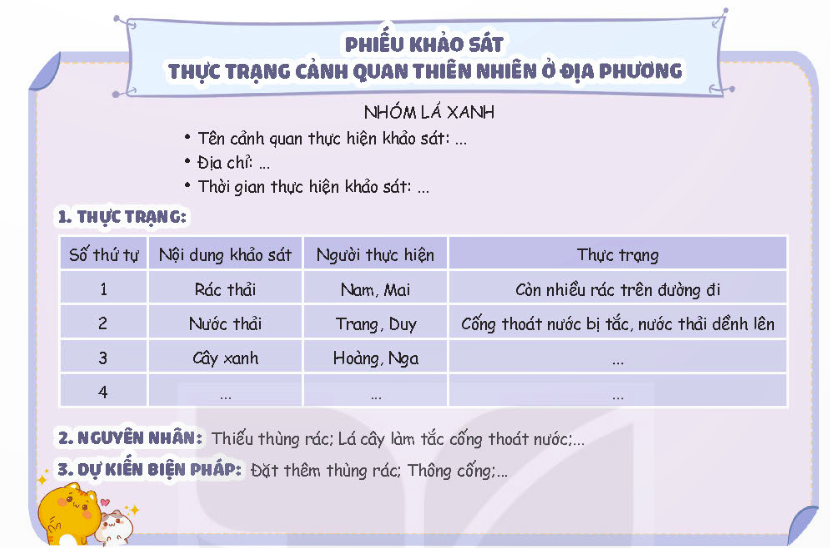 PHIẾU KHẢO SÁT
THỰC TRẠNG CẢNH QUAN THIÊN NHIÊN Ở ĐỊA PHƯƠNG
NHÓM LÁ XANH
• Tên cảnh quan thực hiện khảo sát: ...
• Địa chỉ: ...
• Thời gian thực hiện khảo sát: ...
1. THỰC TRẠNG:
Số thứ tự Nội dung khảo sát Người thực hiện Thực trạng
1 Rác thải Nam, Mai Còn nhiều rác trên đường đi
2 Nước thải Trang, Duy Cống thoát nước bị tắc, nước thải dềnh lên
3 Cây xanh Hoàng, Nga ...
4 ... ... ...
2. NGUYÊN NHÂN: Thiếu thùng rác; Lá cây làm tắc cống thoát nước;...
3. DỰ KIẾN BIỆN PHÁP: Đặt thêm thùng rác; Thông cống;...